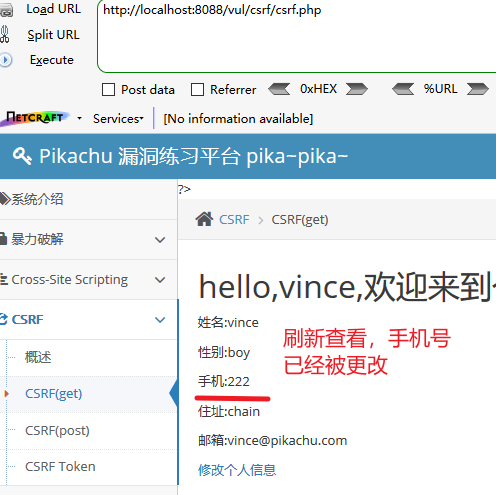 Load URL
http://localhost:8088/vul/csrf/csrf.php
Split URL
Execute
Post data
Referrer
0xHEX
%URL
NETCRAFT
Services
[No information available]
Pikachu 漏洞练习平台 pika~pika~
系统介绍
?>
CSRF
CSRF(get)
暴力破解
Cross-Site Scripting
hello,vince,欢迎来到
CSRF
姓名:vince
刷新查看，手机号
已经被更改
概述
性别:boy
手机:222
CSRF(get)
住址:chain
CSRF(post)
邮箱:vince@pikachu.com
CSRF Token
修改个人信息